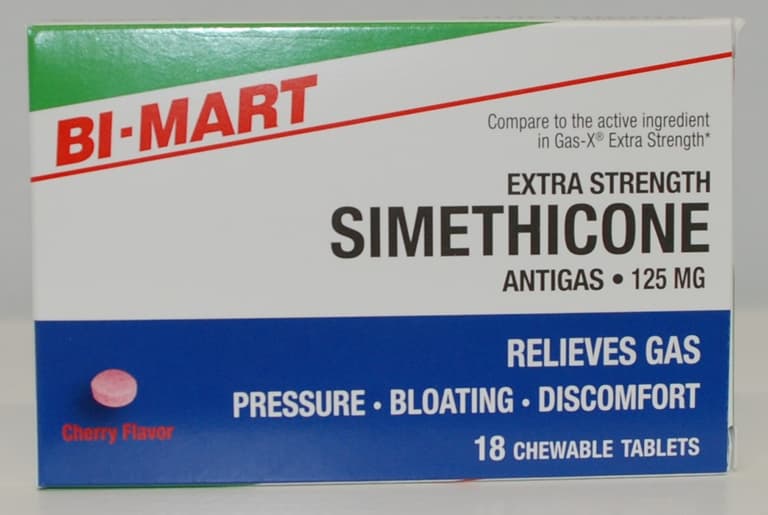 BI-MART
Compare to the active ingredient
in Gas-X® Extra Strength*
EXTRA STRENGTH
SIMETHICONE
ANTIGAS • 125 MG
RELIEVES GAS
PRESSURE • BLOATING • DISCOMFORT
Cherry Flavor
18 CHEWABLE TABLETS